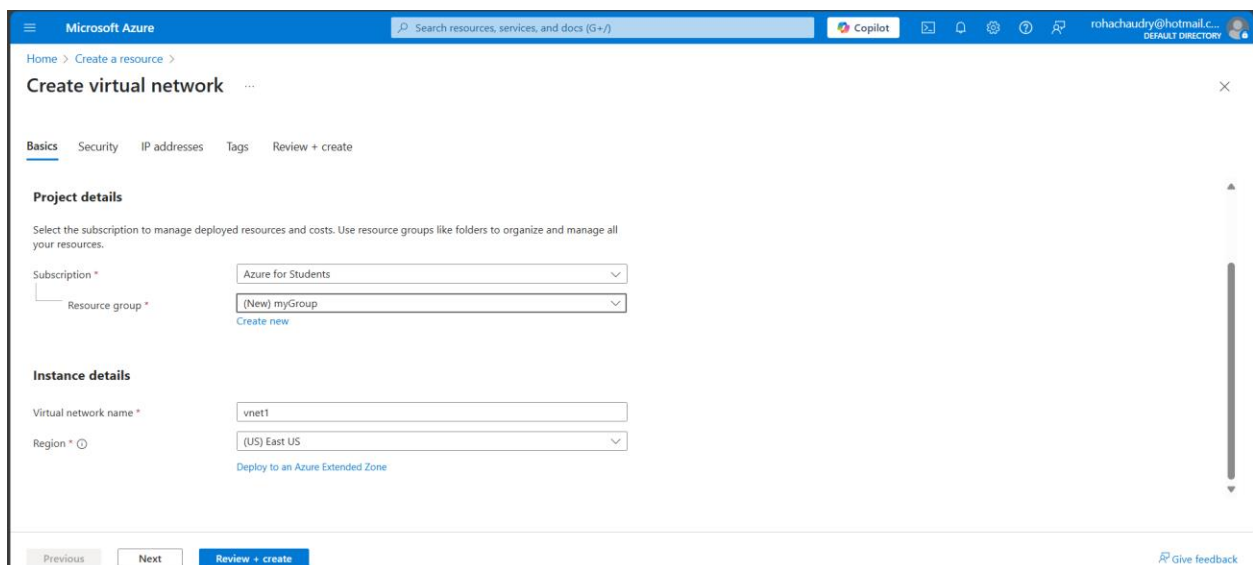 Microsoft Azure
Search resources, services, and docs (G+/)
Copilot
rohachaudry@hotmail.c...
DEFAULT DIRECTORY
Home > Create a resource >
Create virtual network ...
Basics Security IP addresses Tags Review + create
Project details
Select the subscription to manage deployed resources and costs. Use resource groups like folders to organize and manage all
your resources.
Subscription * Azure for Students
Resource group * (New) myGroup
Create new
Instance details
Virtual network name * vnet1
Region * (US) East US
Deploy to an Azure Extended Zone
Previous Next Review + create Give feedback